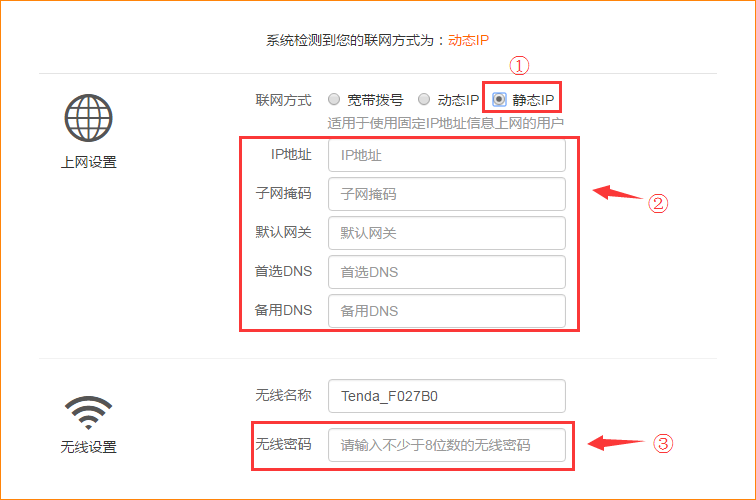 系统检测到您的联网方式为：动态IP
①
联网方式 宽带拨号 动态IP 静态IP
适用于使用固定IP地址信息上网的用户
上网设置
IP地址 IP地址
子网掩码 子网掩码
②
默认网关 默认网关
首选DNS 首选DNS
备用DNS 备用DNS
无线名称 Tenda_F027B0
无线设置
无线密码 请输入不少于8位数的无线密码
③